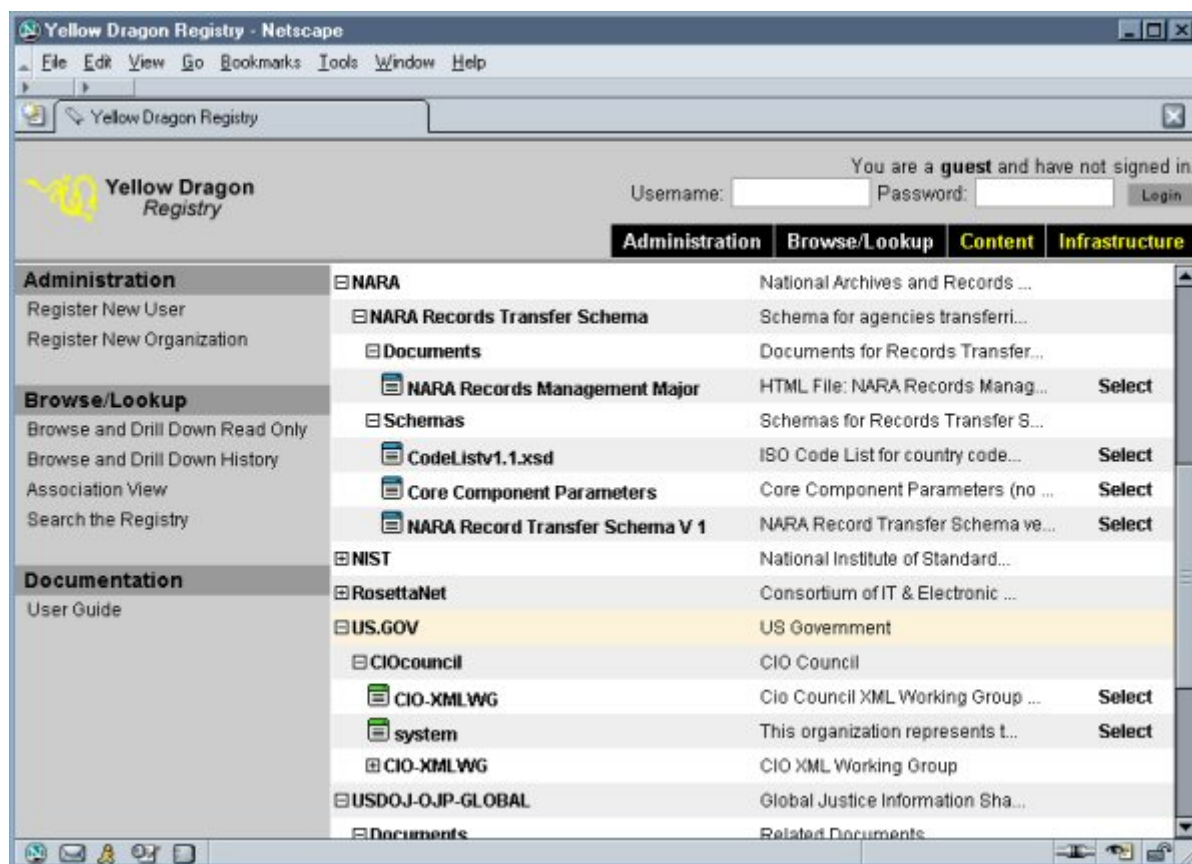 Yellow Dragon Registry - Netscape
File Edit View Go Bookmarks Tools Window Help
Yellow Dragon Registry
You are a guest and have not signed in
Yellow Dragon
Registry
Username: Password: Login
Administration Browse/Lookup Content Infrastructure
Administration
Register New User
Register New Organization
Browse/Lookup
Browse and Drill Down Read Only
Browse and Drill Down History
Association View
Search the Registry
Documentation
User Guide
NARA National Archives and Records ...
NARA Records Transfer Schema Schema for agencies transferri...
Documents Documents for Records Transfer...
NARA Records Management Major HTML File: NARA Records Manag... Select
Schemas Schemas for Records Transfer S...
CodeListv1.1.xsd ISO Code List for country code... Select
Core Component Parameters Core Component Parameters (no ... Select
NARA Record Transfer Schema V 1 NARA Record Transfer Schema ve... Select
NIST National Institute of Standard...
RosettaNet Consortium of IT & Electronic ...
US.GOV US Government
CIOcouncil CIO Council
CIO-XMLWG Cio Council XML Working Group ... Select
system This organization represents t... Select
CIO-XMLWG CIO XML Working Group
USDOJ-OJP-GLOBAL Global Justice Information Sha...
Documents Related Documents